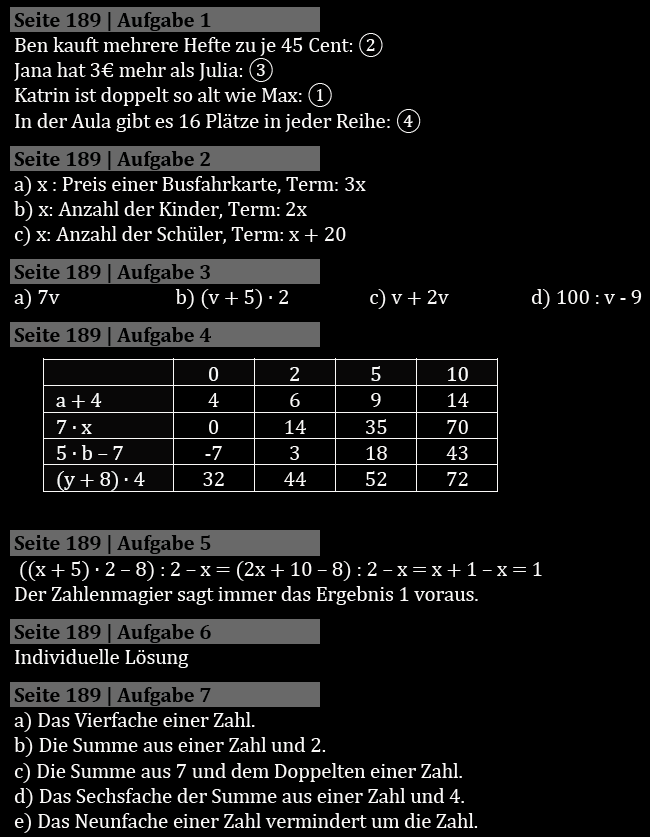 Seite 189 | Aufgabe 1
Ben kauft mehrere Hefte zu je 45 Cent: ②
Jana hat 3€ mehr als Julia: ③
Katrin ist doppelt so alt wie Max: ①
In der Aula gibt es 16 Plätze in jeder Reihe: ④
Seite 189 | Aufgabe 2
a) x : Preis einer Busfahrkarte, Term: 3x
b) x: Anzahl der Kinder, Term: 2x
c) x: Anzahl der Schüler, Term: x + 20
Seite 189 | Aufgabe 3
a) 7v b) (v + 5) · 2 c) v + 2v d) 100 : v - 9
Seite 189 | Aufgabe 4
0 2 5 10
a + 4 4 6 9 14
7 · x 0 14 35 70
5 · b – 7 -7 3 18 43
(y + 8) · 4 32 44 52 72
Seite 189 | Aufgabe 5
((x + 5) · 2 – 8) : 2 – x = (2x + 10 – 8) : 2 – x = x + 1 – x = 1
Der Zahlenmagier sagt immer das Ergebnis 1 voraus.
Seite 189 | Aufgabe 6
Individuelle Lösung
Seite 189 | Aufgabe 7
a) Das Vierfache einer Zahl.
b) Die Summe aus einer Zahl und 2.
c) Die Summe aus 7 und dem Doppelten einer Zahl.
d) Das Sechsfache der Summe aus einer Zahl und 4.
e) Das Neunfache einer Zahl vermindert um die Zahl.